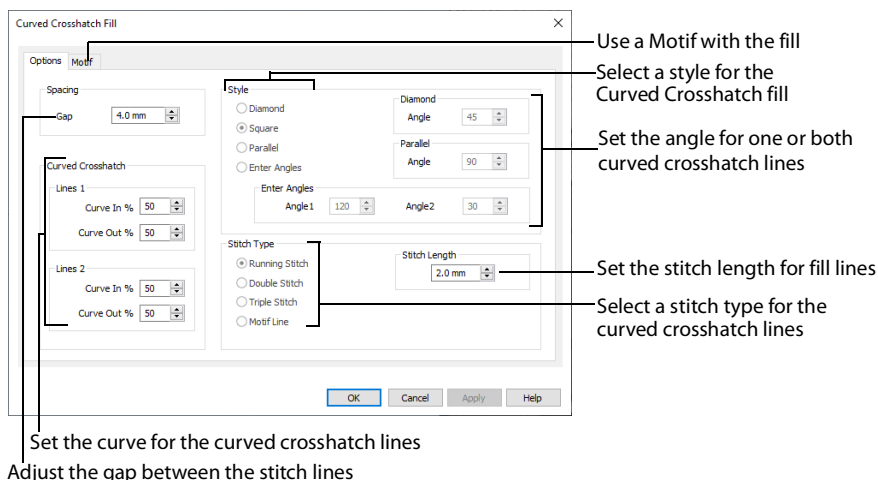 Curved Crosshatch Fill
Options Motif
Use a Motif with the fill
Select a style for the
Curved Crosshatch fill
Set the angle for one or both
curved crosshatch lines
Set the stitch length for fill lines
Select a stitch type for the
curved crosshatch lines
Spacing
Gap 4.0 mm
Curved Crosshatch
Lines 1
Curve In % 50
Curve Out % 50
Lines 2
Curve In % 50
Curve Out % 50
Style
Diamond
Square
Parallel
Enter Angles
Diamond
Angle 45
Parallel
Angle 90
Enter Angles
Angle1 120 Angle2 30
Stitch Type
Running Stitch
Double Stitch
Triple Stitch
Motif Line
Stitch Length
2.0 mm
OK Cancel Apply Help
Set the curve for the curved crosshatch lines
Adjust the gap between the stitch lines